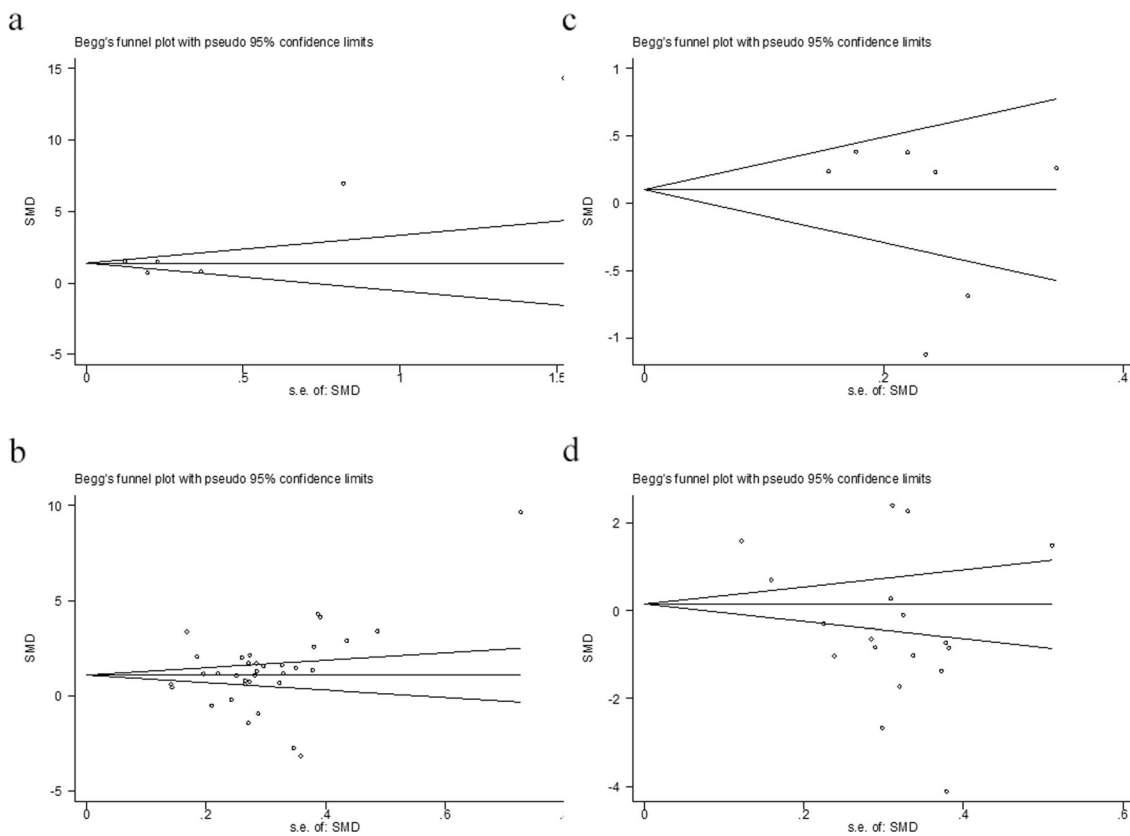 a
Begg's funnel plot with pseudo 95% confidence limits
15
10
5
0
-5
SMD
0
.5
1
1.5
s.e. of: SMD
c
Begg's funnel plot with pseudo 95% confidence limits
1
.5
0
-.5
-1
SMD
0
.2
.4
s.e. of: SMD
b
Begg's funnel plot with pseudo 95% confidence limits
10
5
0
-5
SMD
0
.2
.4
.6
s.e. of: SMD
d
Begg's funnel plot with pseudo 95% confidence limits
2
0
-2
-4
SMD
0
.2
.4
.6
s.e. of: SMD